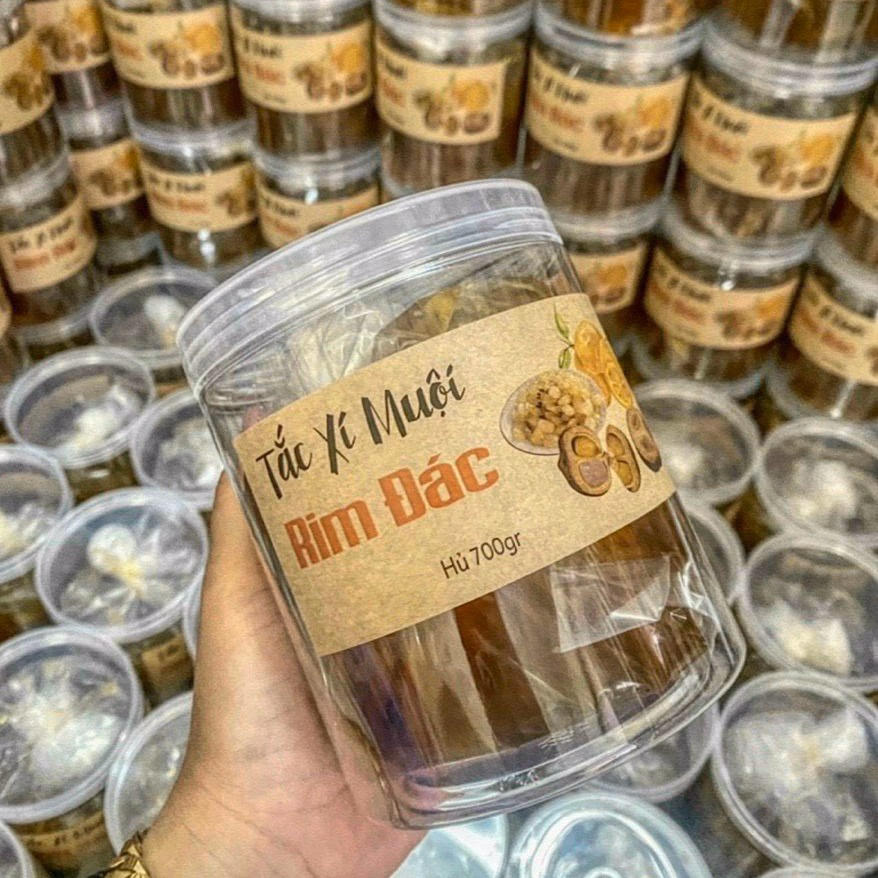 Tắc Xí Muội
Rim Đác
Hủ 700gr